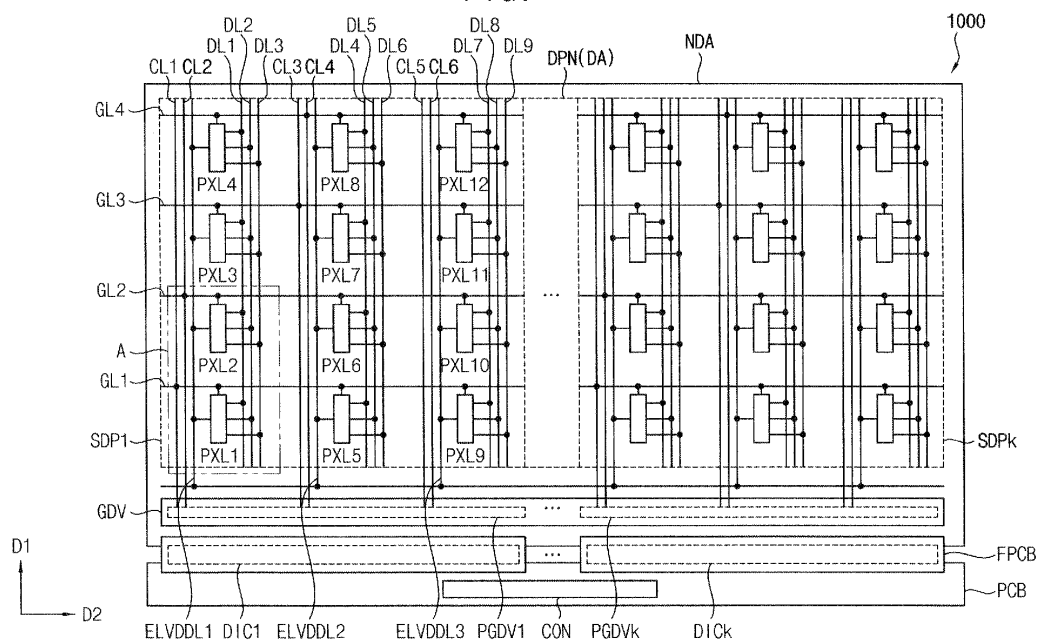 DL2 DL5 DL8 1000
DL1 DL3 DL4 DL6 DL7 DL9 DPN(DA) NDA
CL1 CL2 CL3 CL4 CL5 CL6
GL4
PXL4 PXL8 PXL12
GL3
PXL3 PXL7 PXL11
GL2 ...
A PXL2 PXL6 PXL10
GL1
SDP1 PXL1 PXL5 PXL9 SDPk
GDV ...
D1 ... FPCB
D2 PCB
ELVDDL1 DIC1 ELVDDL2 ELVDDL3 PGDV1 CON PGDVk DICk